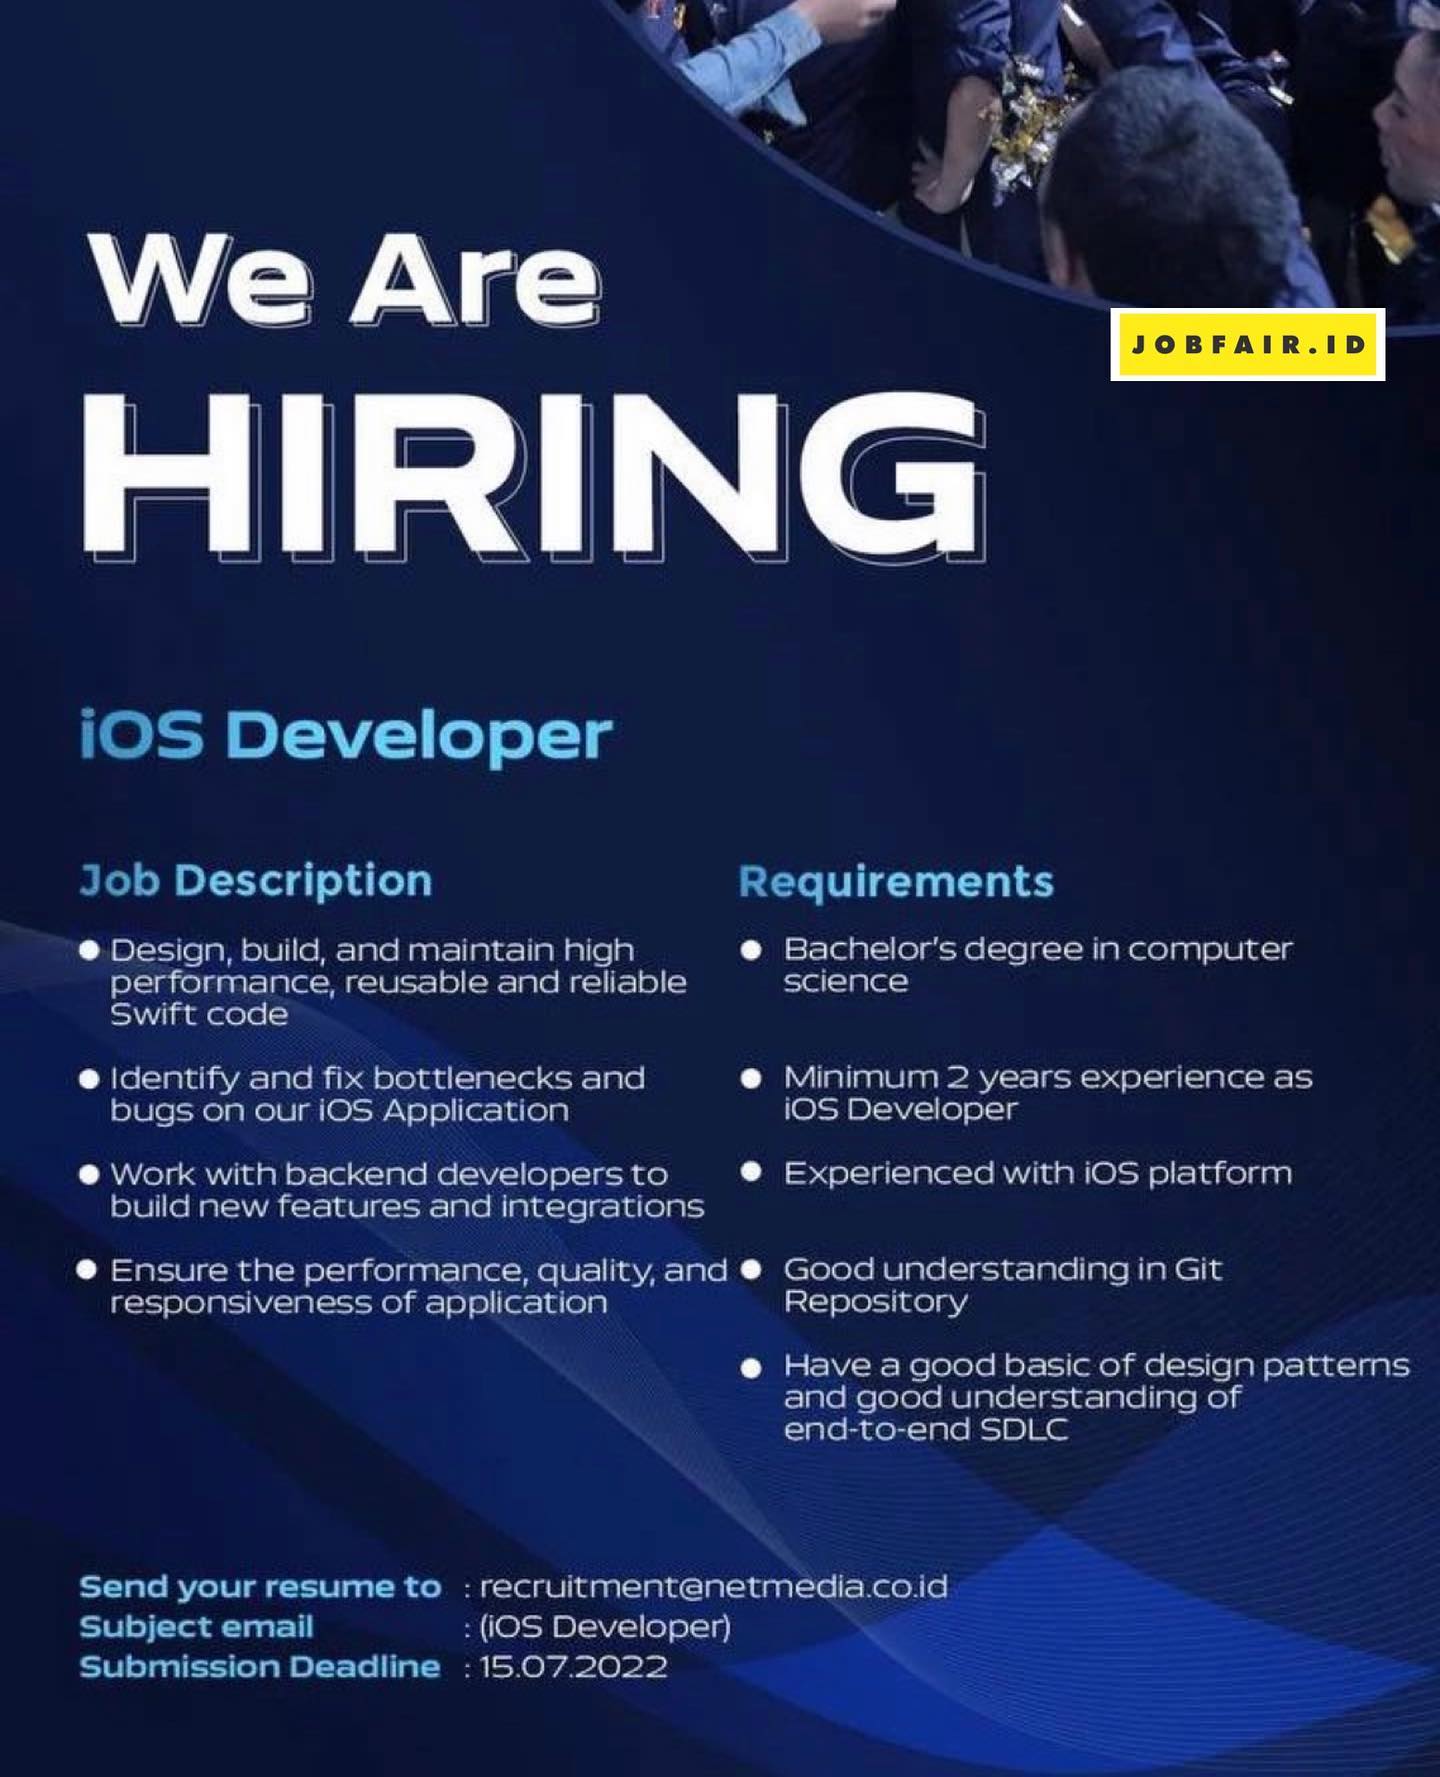 We Are
JOBFAIR.ID
HIRING
iOS Developer
Job Description
● Design, build, and maintain high
performance, reusable and reliable
Swift code
● Identify and fix bottlenecks and
bugs on our iOS Application
● Work with backend developers to
build new features and integrations
● Ensure the performance, quality, and
responsiveness of application
Requirements
● Bachelor's degree in computer
science
● Minimum 2 years experience as
iOS Developer
● Experienced with iOS platform
● Good understanding in Git
Repository
● Have a good basic of design patterns
and good understanding of
end-to-end SDLC
Send your resume to : recruitment@netmedia.co.id
Subject email : (iOS Developer)
Submission Deadline : 15.07.2022